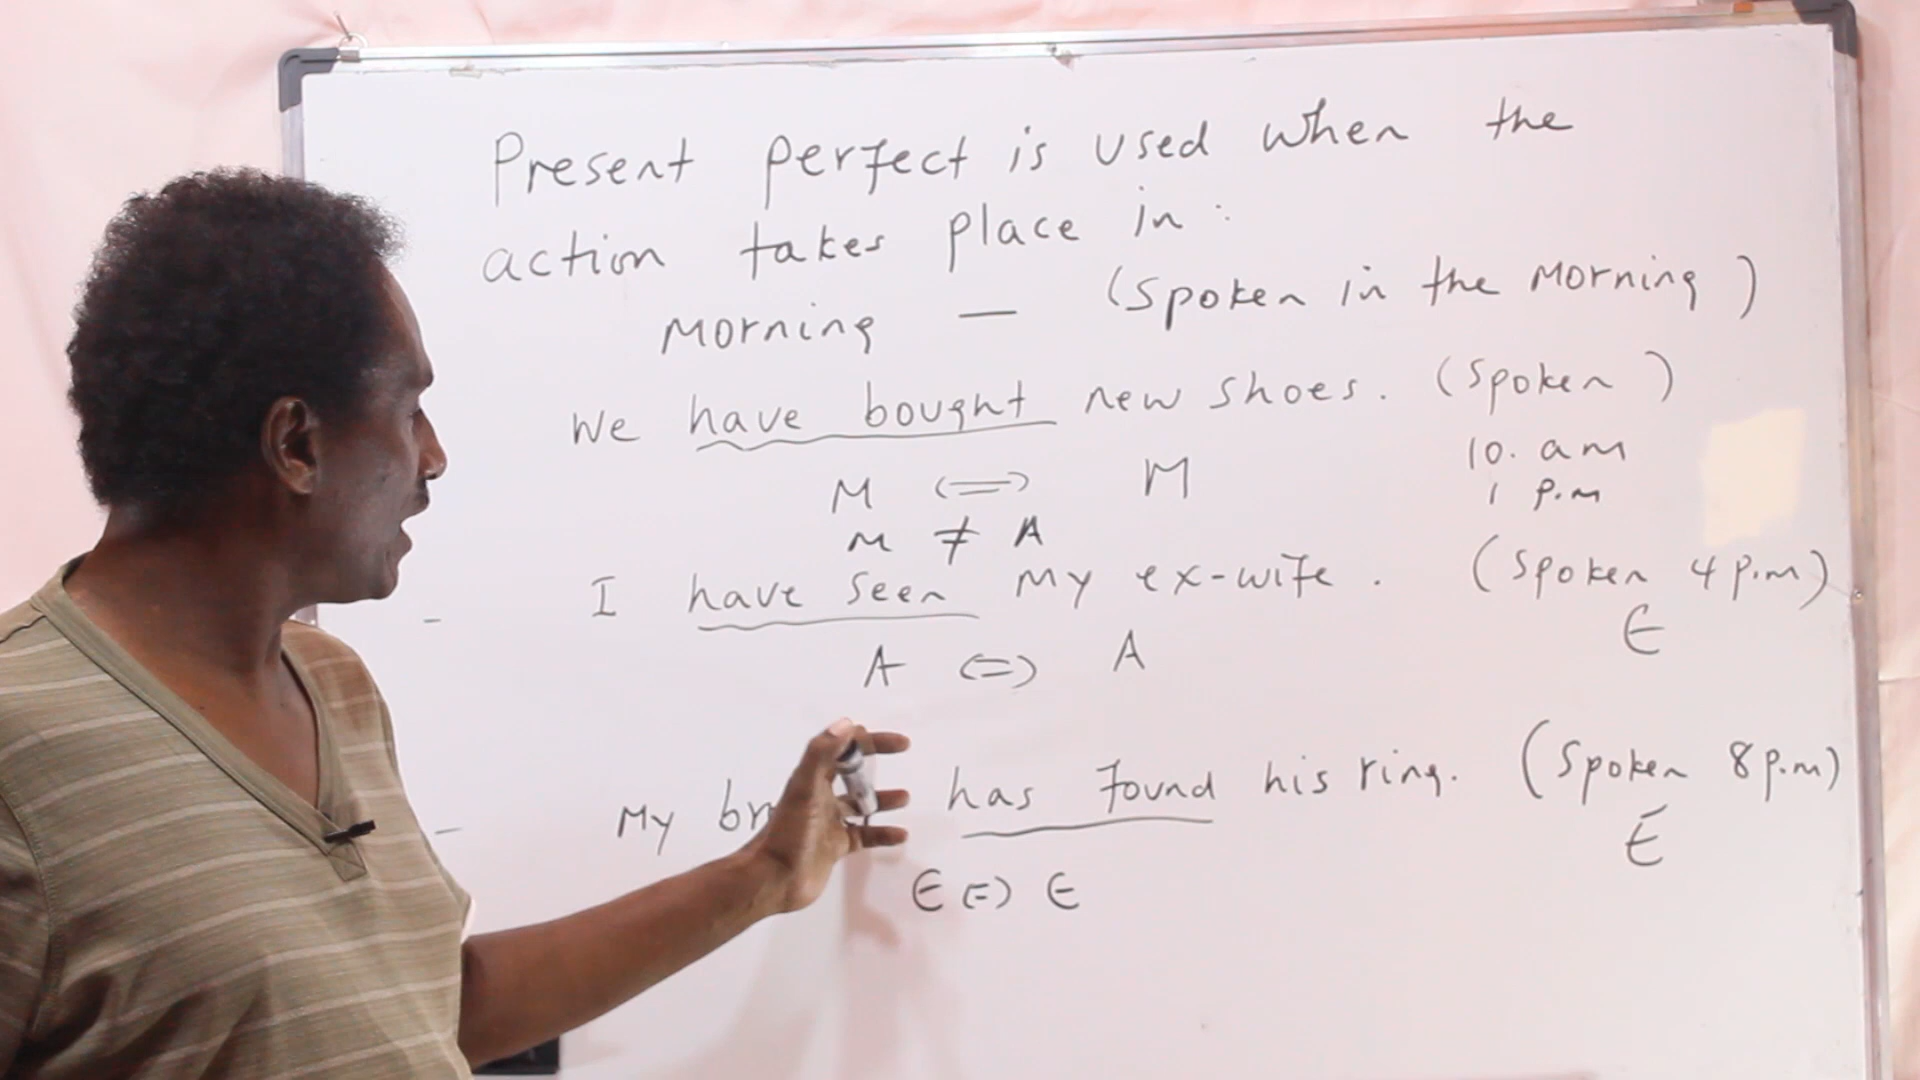 Present perfect is used when the
action takes place in:
Morning — (Spoken in the Morning)
We have bought new shoes. (Spoken)
10. am
M <=> M
1 p.m
M ≠ A
- I have seen My ex-wife. (Spoken 4 p.m)
E
A <=> A
- My has found his ring. (Spoken 8 p.m)
E
E <=> E